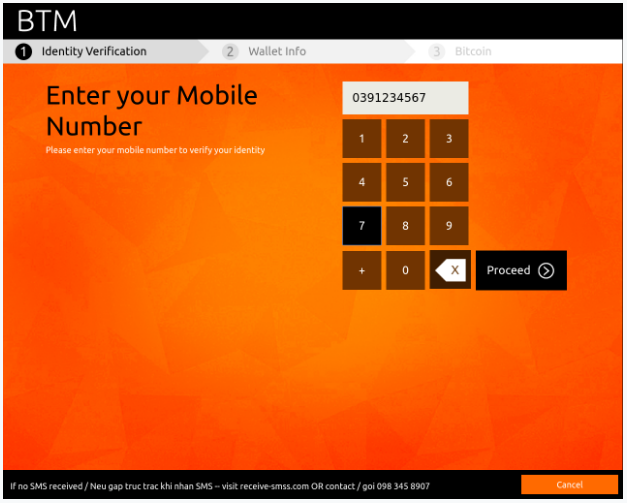 BTM
1 Identity Verification 2 Wallet Info 3 Bitcoin
Enter your Mobile
Number
Please enter your mobile number to verify your identity
0391234567
1 2 3
4 5 6
7 8 9
+ 0 X Proceed
If no SMS received / Neu gap truc trac khi nhan SMS -- visit receive-smss.com OR contact / goi 098 345 8907
Cancel